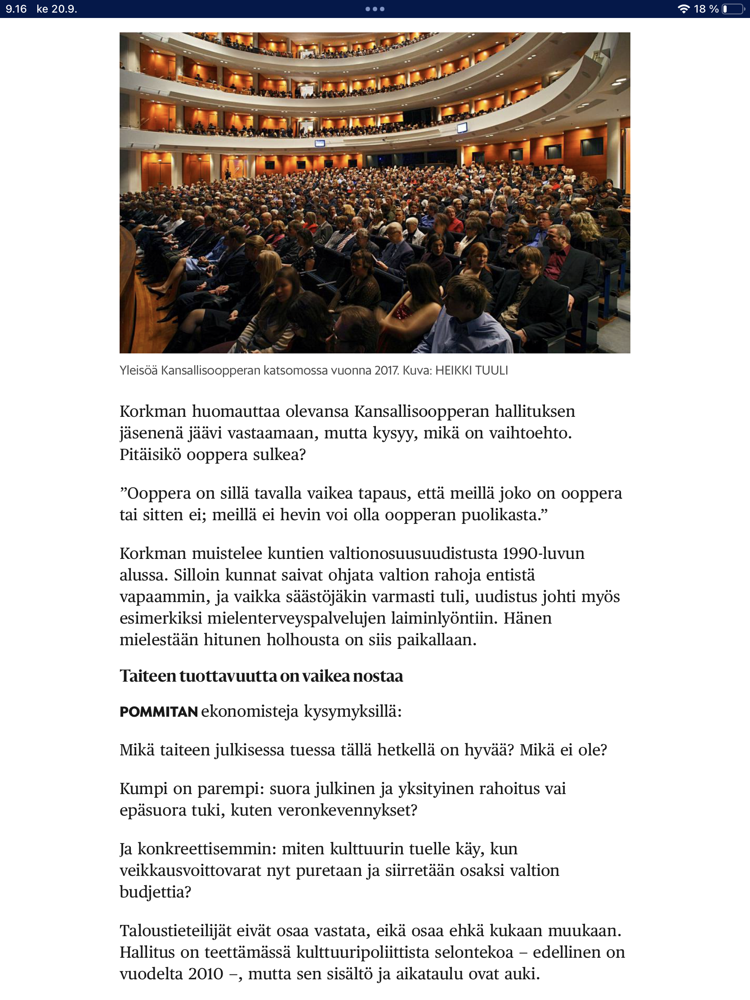 9.16 ke 20.9.
18 %
Yleisöä Kansallisoopperan katsomossa vuonna 2017. Kuva: HEIKKI TUULI
Korkman huomauttaa olevansa Kansallisoopperan hallituksen
jäsenenä jäävi vastaamaan, mutta kysyy, mikä on vaihtoehto.
Pitäisikö ooppera sulkea?
”Ooppera on sillä tavalla vaikea tapaus, että meillä joko on ooppera
tai sitten ei; meillä ei hevin voi olla oopperan puolikasta.”
Korkman muistelee kuntien valtionosuusuudistusta 1990-luvun
alussa. Silloin kunnat saivat ohjata valtion rahoja entistä
vapaammin, ja vaikka säästöjäkin varmasti tuli, uudistus johti myös
esimerkiksi mielenterveyspalvelujen laiminlyöntiin. Hänen
mielestään hitunen holhousta on siis paikallaan.
Taiteen tuottavuutta on vaikea nostaa
POMMITAN ekonomisteja kysymyksillä:
Mikä taiteen julkisessa tuessa tällä hetkellä on hyvää? Mikä ei ole?
Kumpi on parempi: suora julkinen ja yksityinen rahoitus vai
epäsuora tuki, kuten veronkevennykset?
Ja konkreettisemmin: miten kulttuurin tuelle käy, kun
veikkausvoittovarat nyt puretaan ja siirretään osaksi valtion
budjettia?
Taloustieteilijät eivät osaa vastata, eikä osaa ehkä kukaan muukaan.
Hallitus on teettämässä kulttuuripoliittista selontekoa – edellinen on
vuodelta 2010 –, mutta sen sisältö ja aikataulu ovat auki.